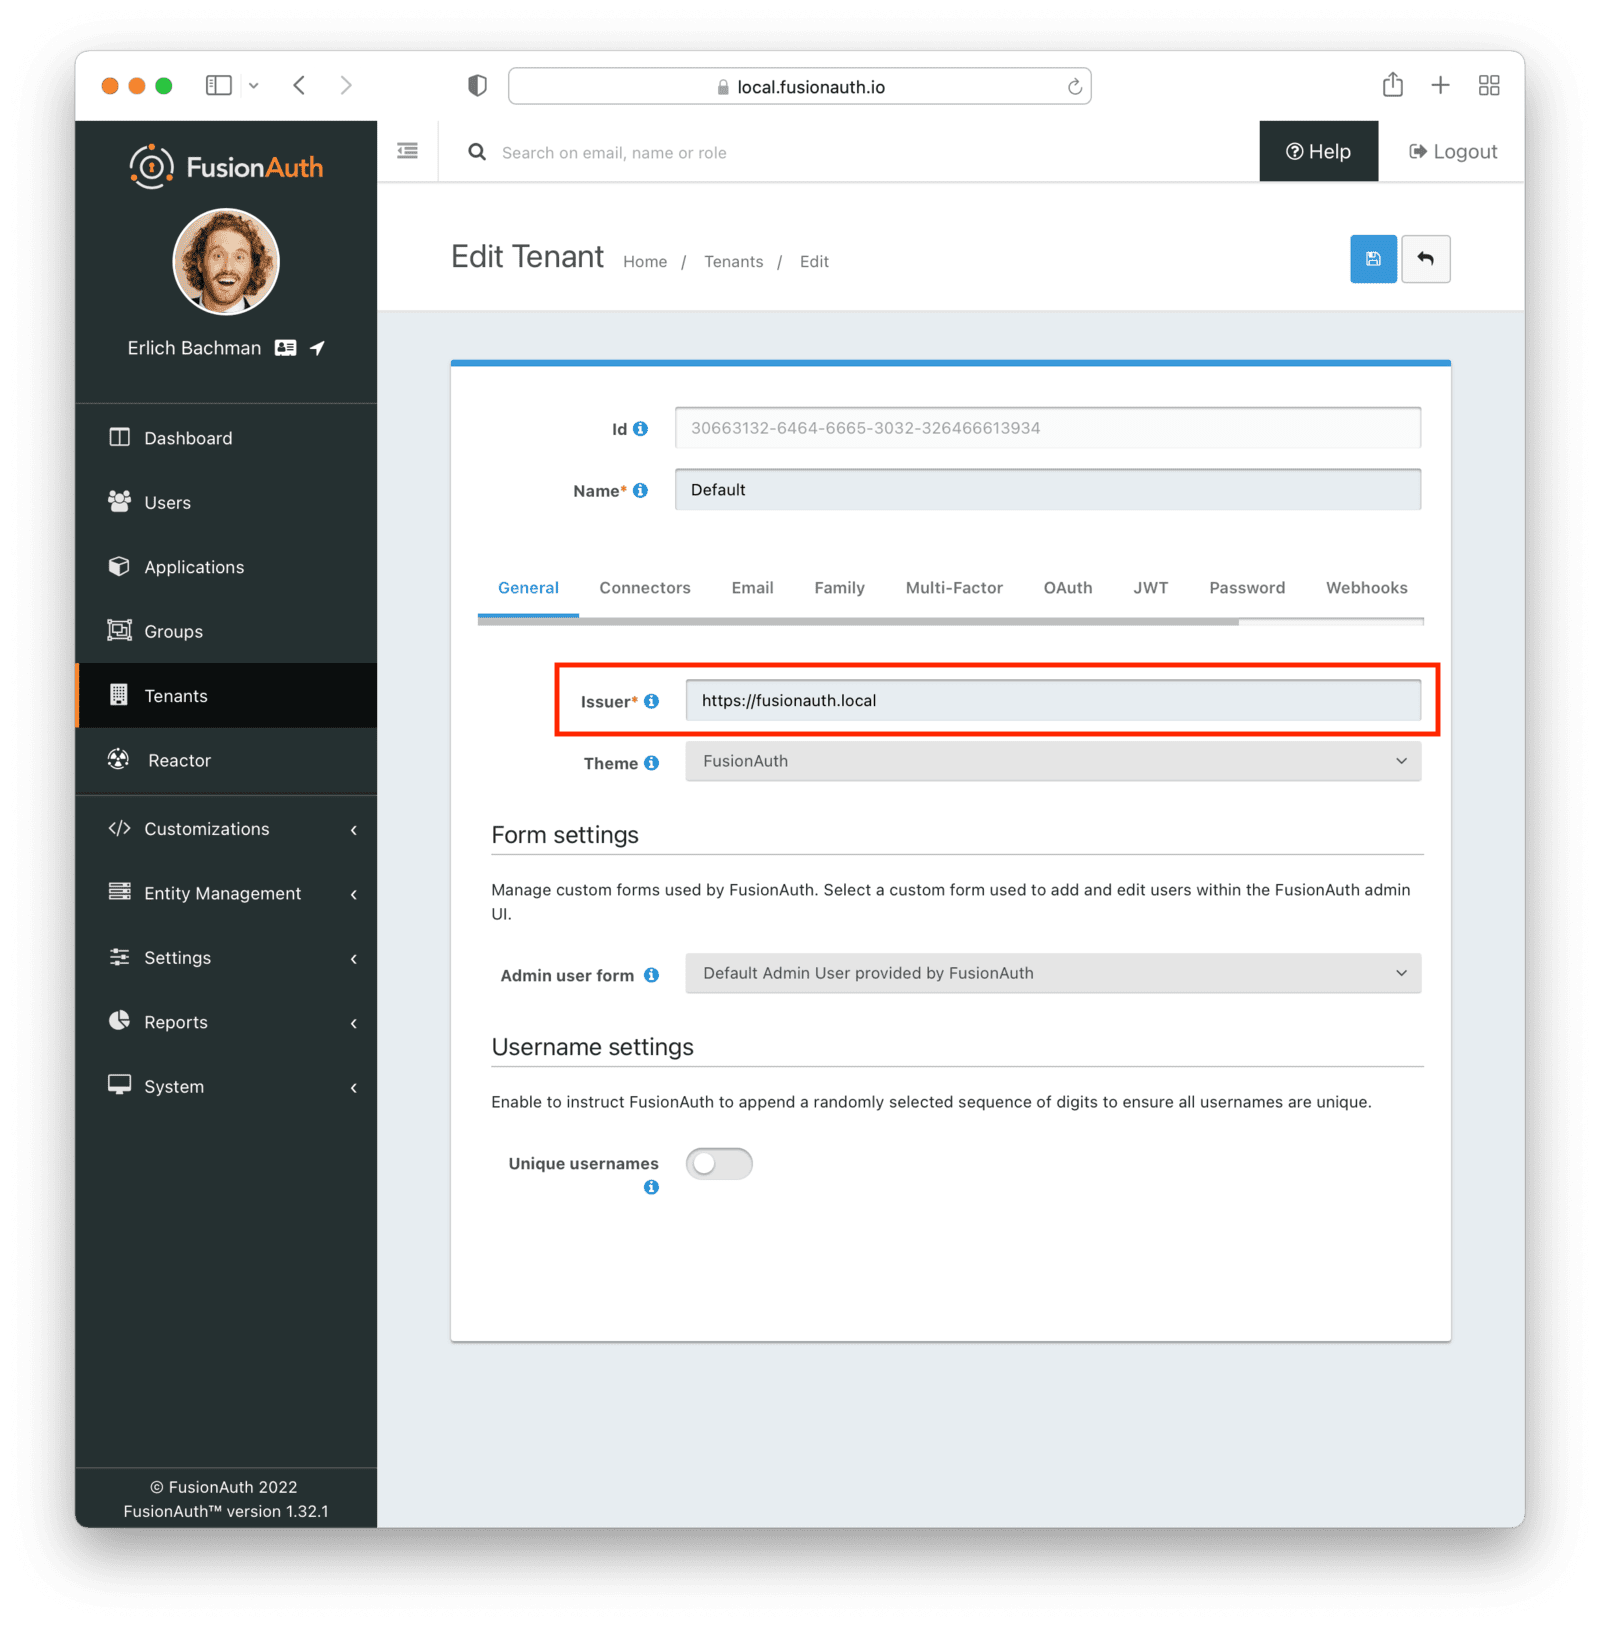 local.fusionauth.io
FusionAuth
Search on email, name or role
Help
Logout
Erlich Bachman
Dashboard
Users
Applications
Groups
Tenants
Reactor
Customizations
Entity Management
Settings
Reports
System
© FusionAuth 2022
FusionAuth™ version 1.32.1
Edit Tenant Home / Tenants / Edit
Id 30663132-6464-6665-3032-326466613934
Name* Default
General Connectors Email Family Multi-Factor OAuth JWT Password Webhooks
Issuer* https://fusionauth.local
Theme FusionAuth
Form settings
Manage custom forms used by FusionAuth. Select a custom form used to add and edit users within the FusionAuth admin
UI.
Admin user form Default Admin User provided by FusionAuth
Username settings
Enable to instruct FusionAuth to append a randomly selected sequence of digits to ensure all usernames are unique.
Unique usernames